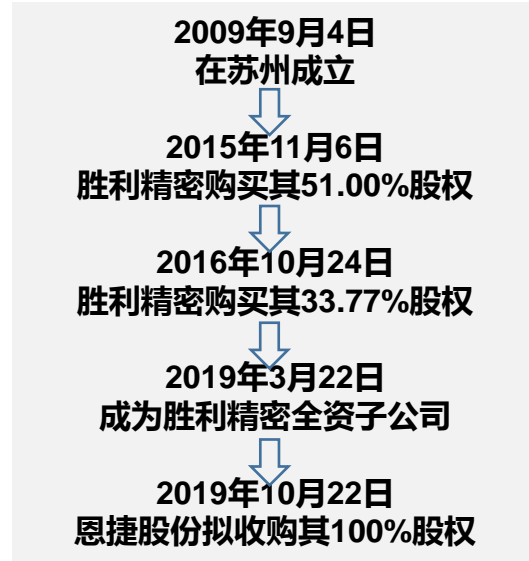 2009年9月4日
在苏州成立
2015年11月6日
胜利精密购买其51.00%股权
2016年10月24日
胜利精密购买其33.77%股权
2019年3月22日
成为胜利精密全资子公司
2019年10月22日
恩捷股份拟收购其100%股权